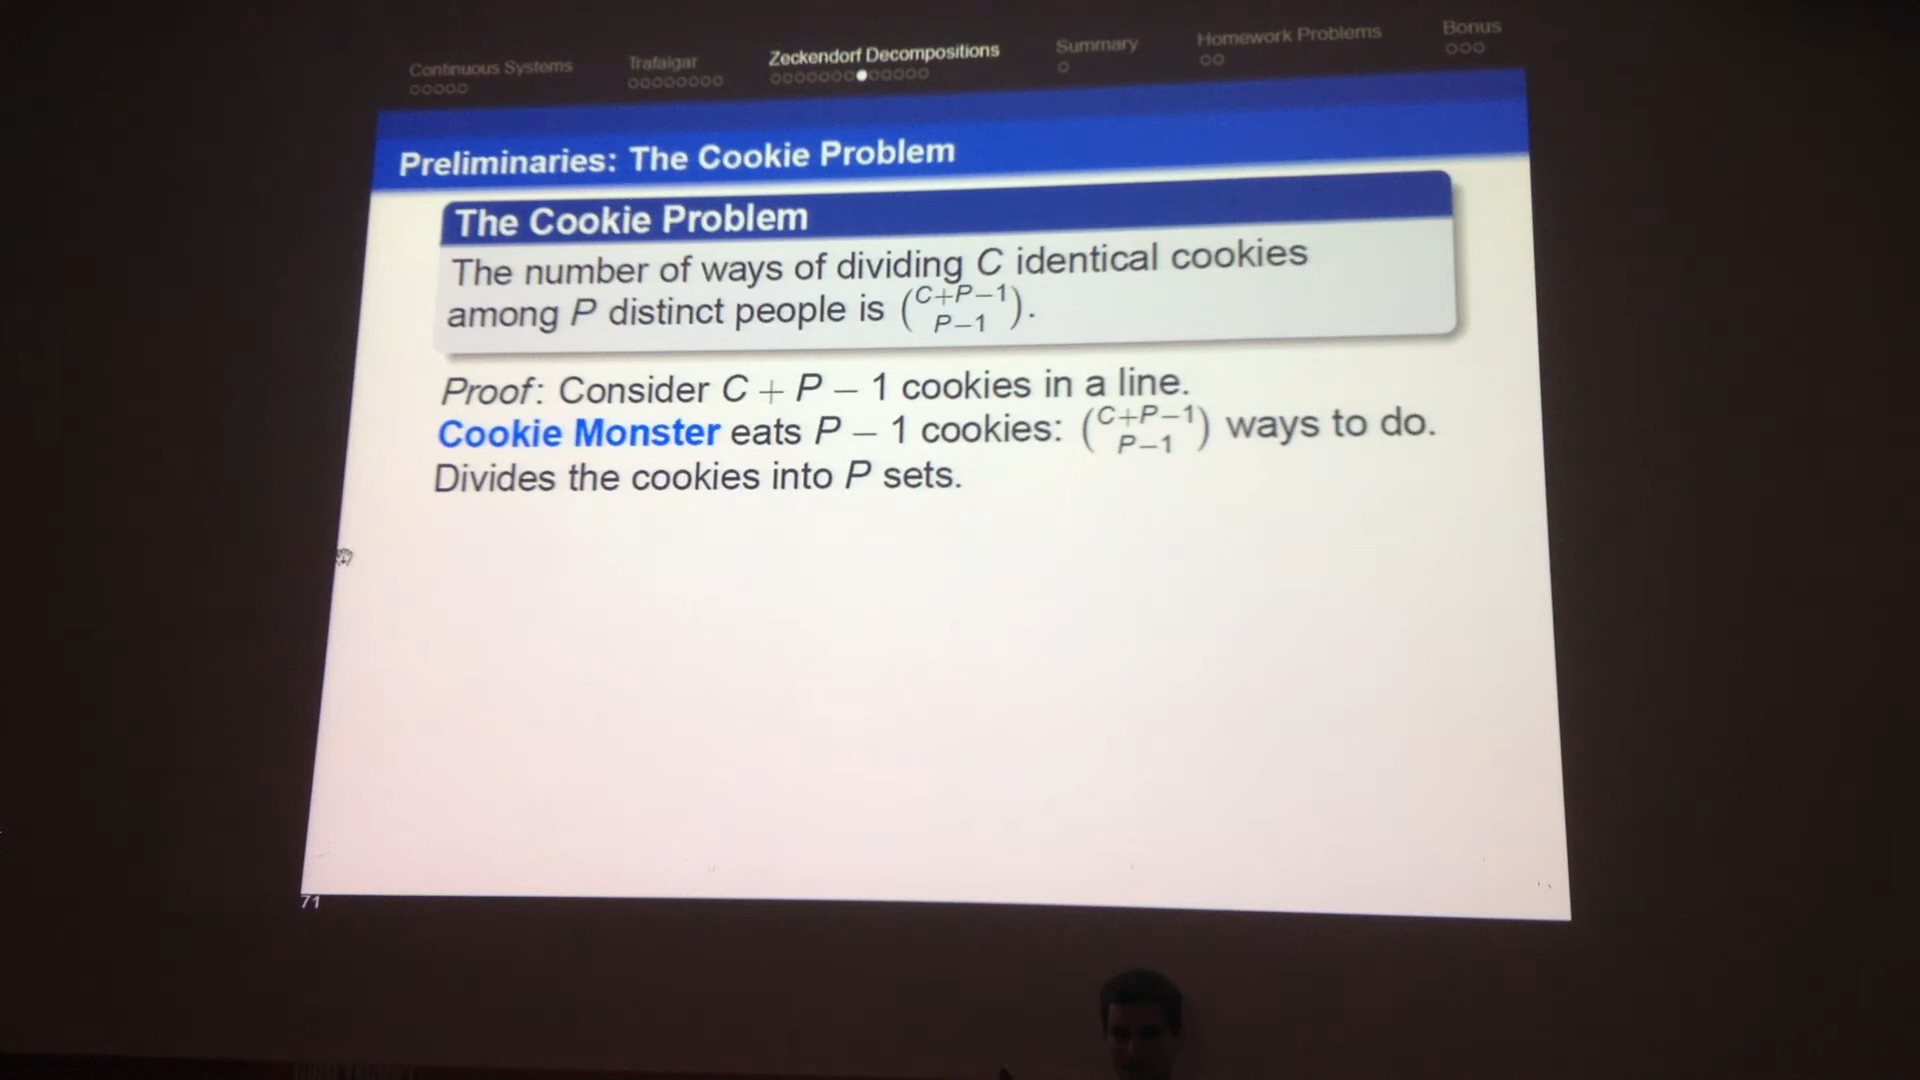 Continuous Systems Trafalgar Zeckendorf Decompositions Summary Homework Problems Bonus
Preliminaries: The Cookie Problem
The Cookie Problem
The number of ways of dividing C identical cookies
among P distinct people is (C+P−1 P−1).
Proof: Consider C + P − 1 cookies in a line.
Cookie Monster eats P − 1 cookies: (C+P−1 P−1) ways to do.
Divides the cookies into P sets.
71